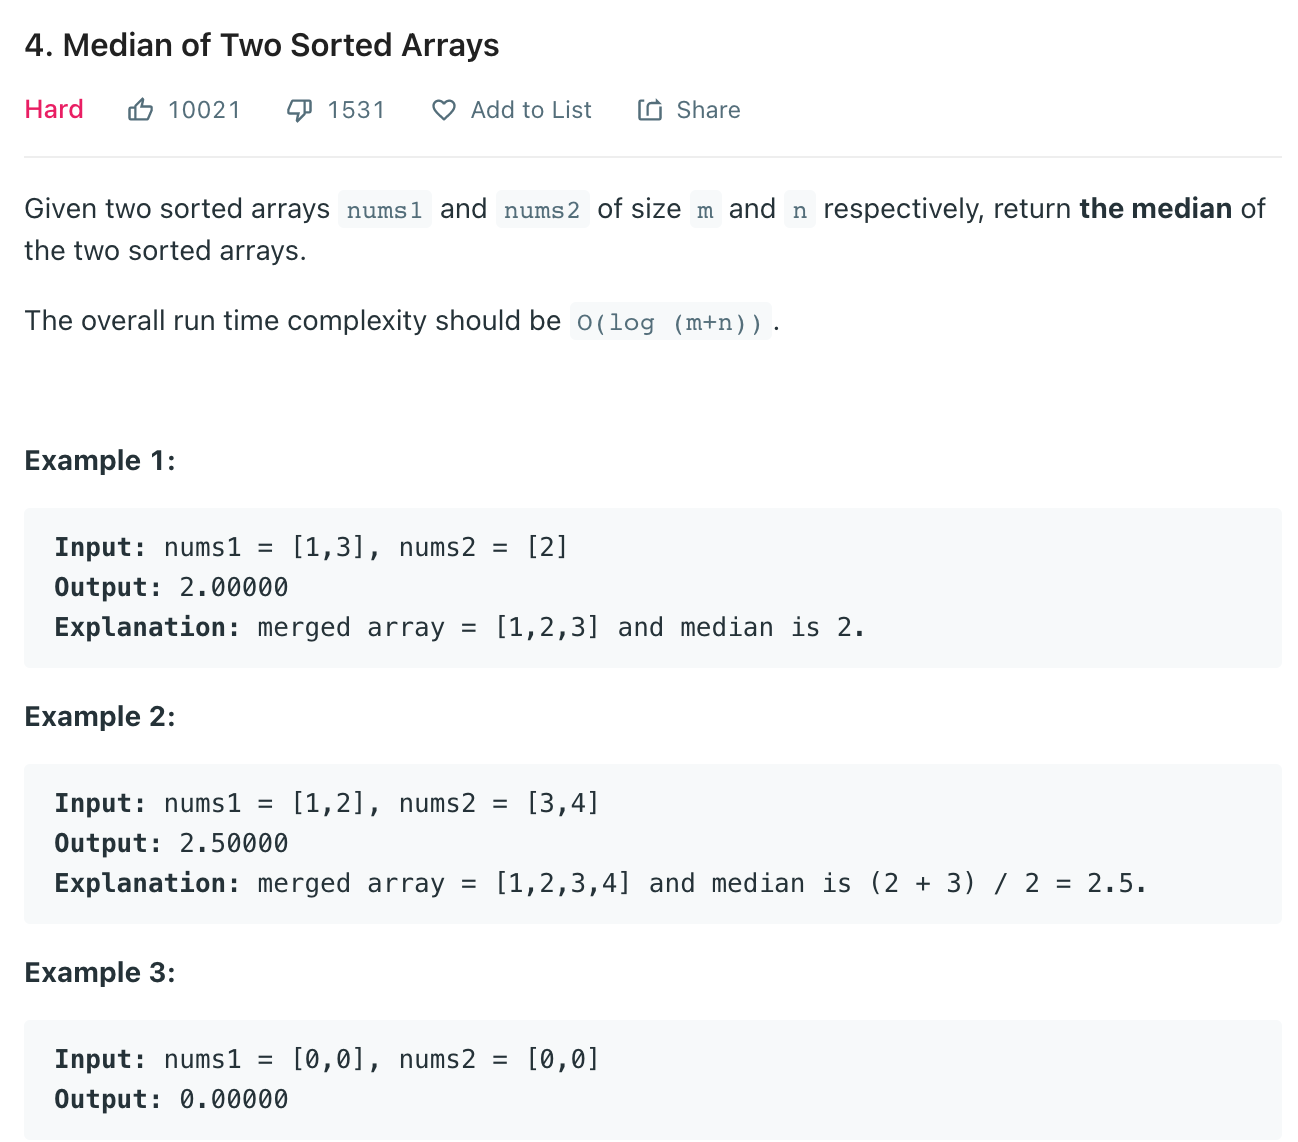 4. Median of Two Sorted Arrays
Hard 10021 1531 Add to List Share
Given two sorted arrays nums1 and nums2 of size m and n respectively, return the median of
the two sorted arrays.
The overall run time complexity should be O(log (m+n)).
Example 1:
Input: nums1 = [1,3], nums2 = [2]
Output: 2.00000
Explanation: merged array = [1,2,3] and median is 2.
Example 2:
Input: nums1 = [1,2], nums2 = [3,4]
Output: 2.50000
Explanation: merged array = [1,2,3,4] and median is (2 + 3) / 2 = 2.5.
Example 3:
Input: nums1 = [0,0], nums2 = [0,0]
Output: 0.00000